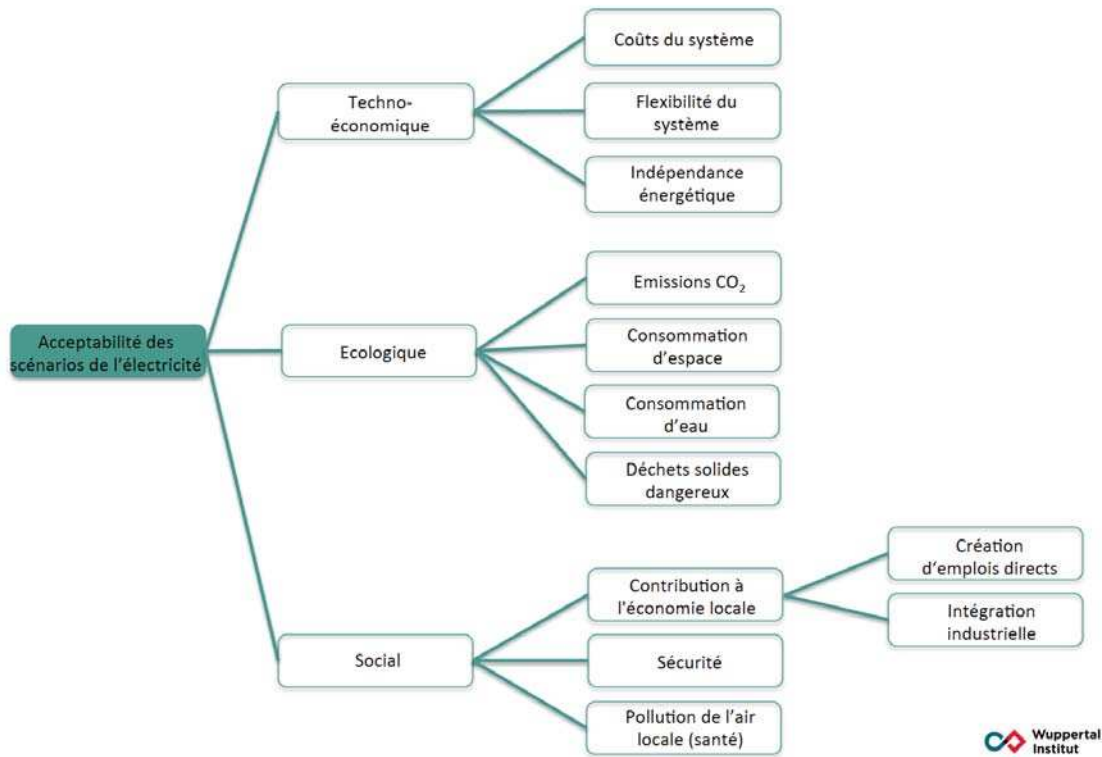 Acceptabilité des
scénarios de l'électricité
Techno-
économique
Coûts du système
Flexibilité du
système
Indépendance
énergétique
Ecologique
Emissions CO₂
Consommation
d'espace
Consommation
d'eau
Déchets solides
dangereux
Social
Contribution à
l'économie locale
Création
d'emplois directs
Intégration
industrielle
Sécurité
Pollution de l'air
locale (santé)
Wuppertal
Institut